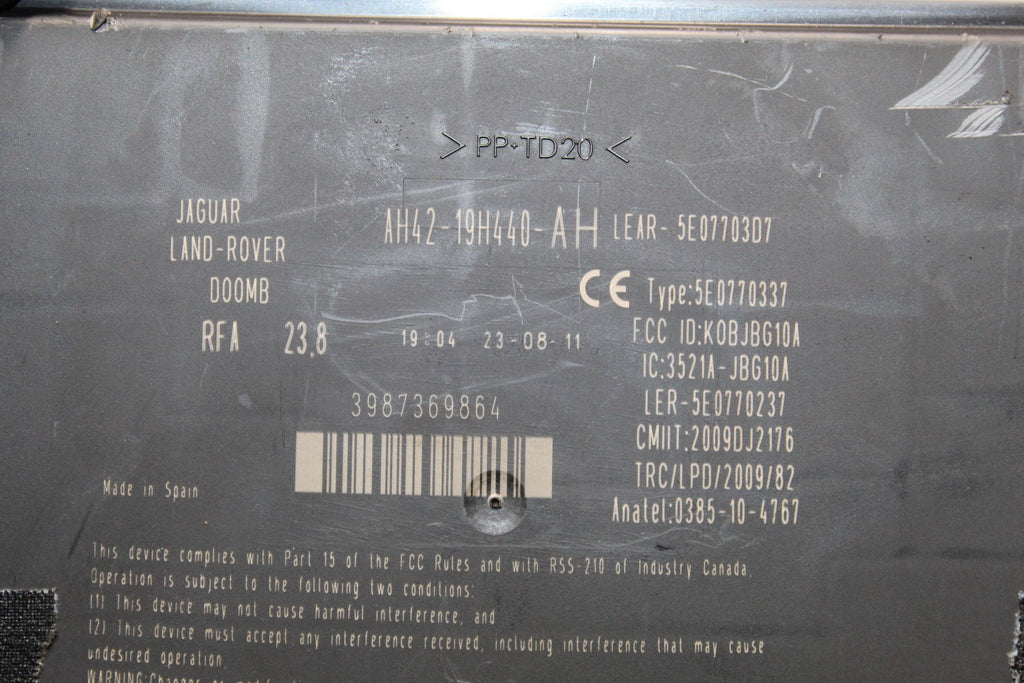 > PP-TD20 <
JAGUAR
LAND-ROVER
D00MB
RFA 23.8
AH42-19H440-AH LEAR-5E07703D7
CE Type:5E0770337
19:04 23-08-11
FCC ID:KOBJBG10A
IC:3521A-JBG10A
LER-5E0770237
CMIIT:2009DJ2176
TRC/LPD/2009/82
Anatel:0385-10-4767
3987369864
Made in Spain
This device complies with Part 15 of the FCC Rules and with RSS-210 of Industry Canada.
Operation is subject to the following two conditions:
(1) This device may not cause harmful interference, and
(2) This device must accept any interference received, including interference that may cause
undesired operation.
WARNING:Changes or